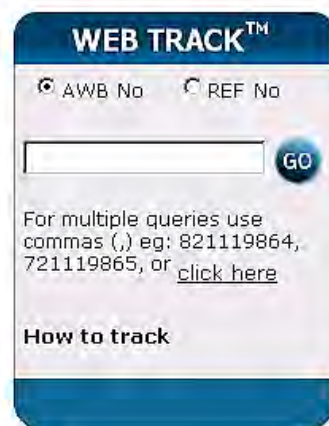 WEB TRACK™
AWB No REF No
GO
For multiple queries use
commas (,) eg: 821119864,
721119865, or click here
How to track